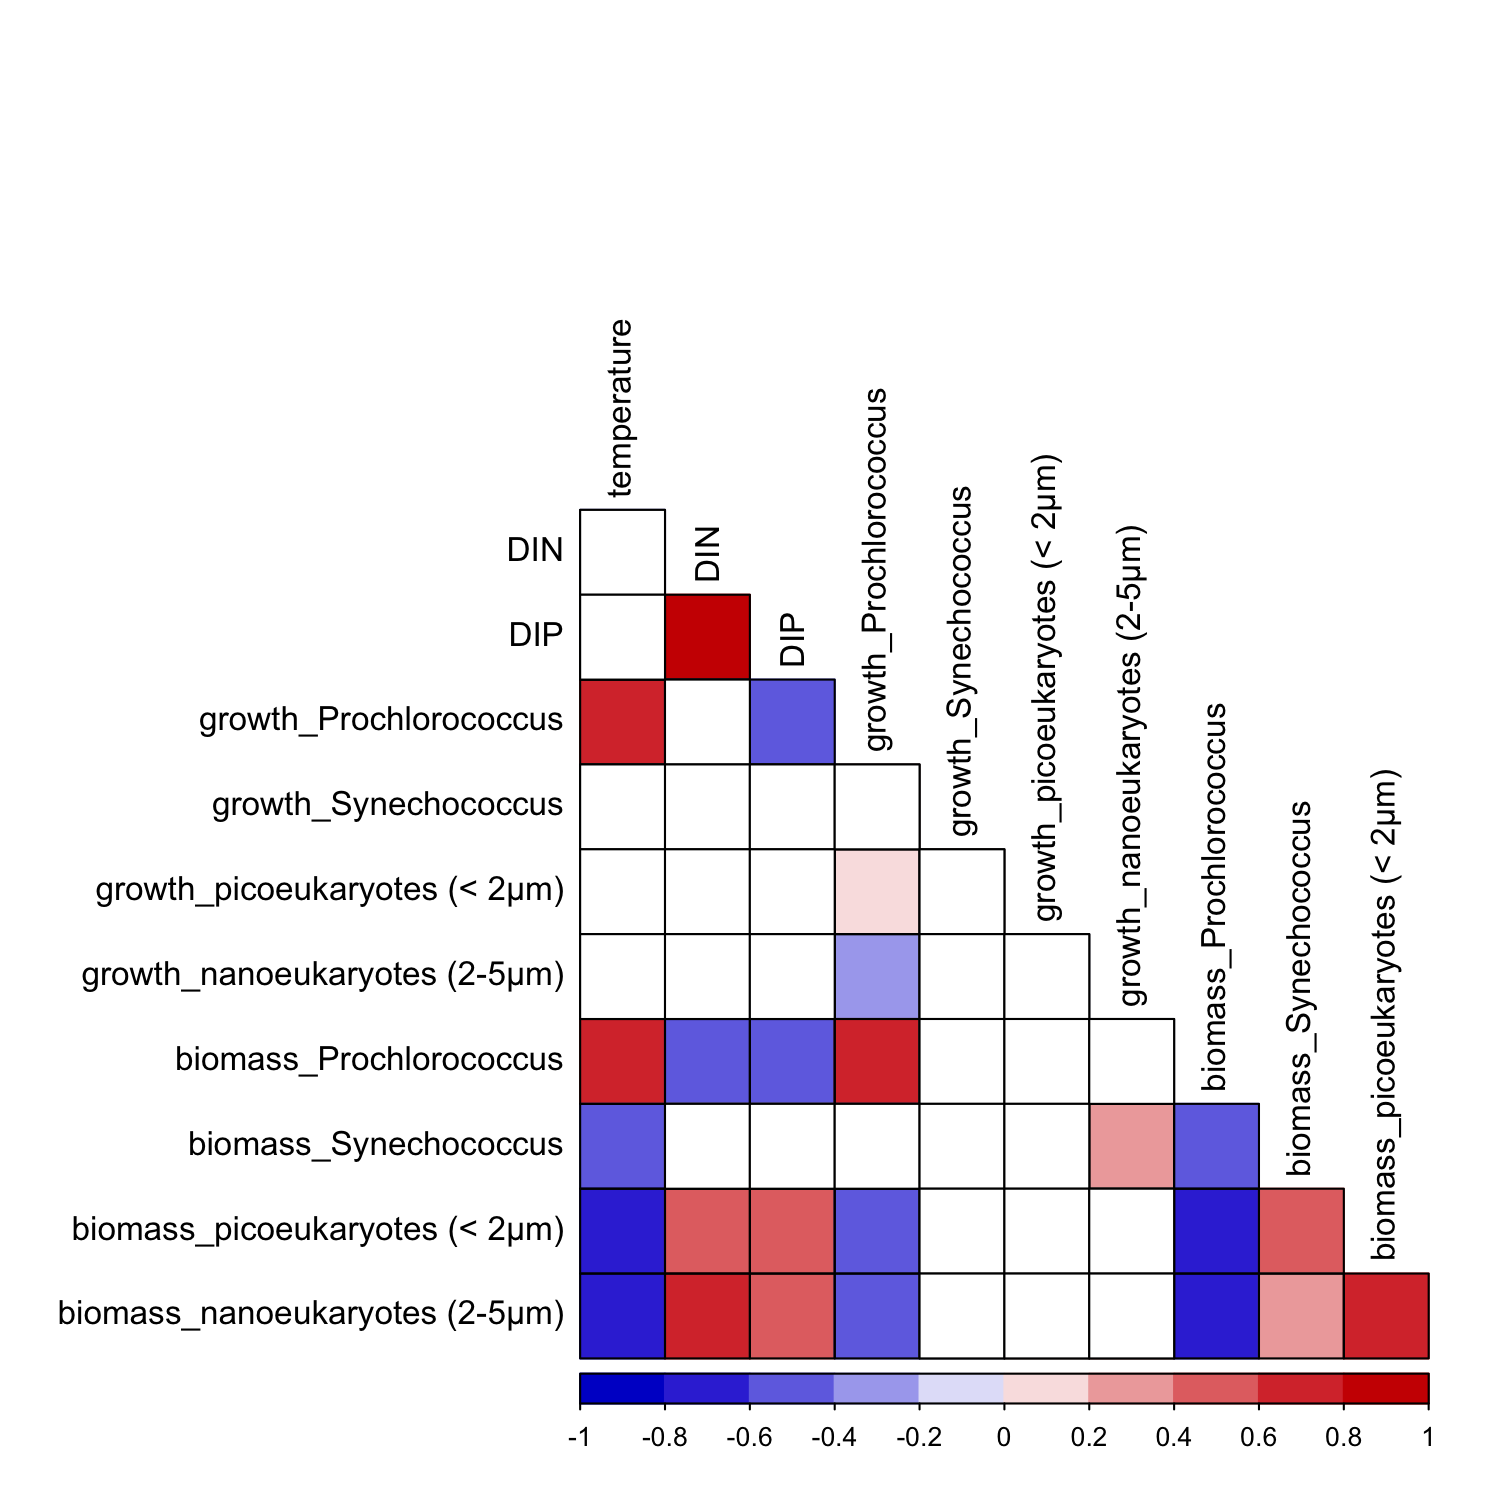 temperature
DIN
DIP
growth_Prochlorococcus
growth_Synechococcus
growth_picoeukaryotes (< 2µm)
growth_nanoeukaryotes (2-5µm)
biomass_Prochlorococcus
biomass_Synechococcus
biomass_picoeukaryotes (< 2µm)
DIN
DIP
growth_Prochlorococcus
growth_Synechococcus
growth_picoeukaryotes (< 2µm)
growth_nanoeukaryotes (2-5µm)
biomass_Prochlorococcus
biomass_Synechococcus
biomass_picoeukaryotes (< 2µm)
biomass_nanoeukaryotes (2-5µm)
-1 -0.8 -0.6 -0.4 -0.2 0 0.2 0.4 0.6 0.8 1